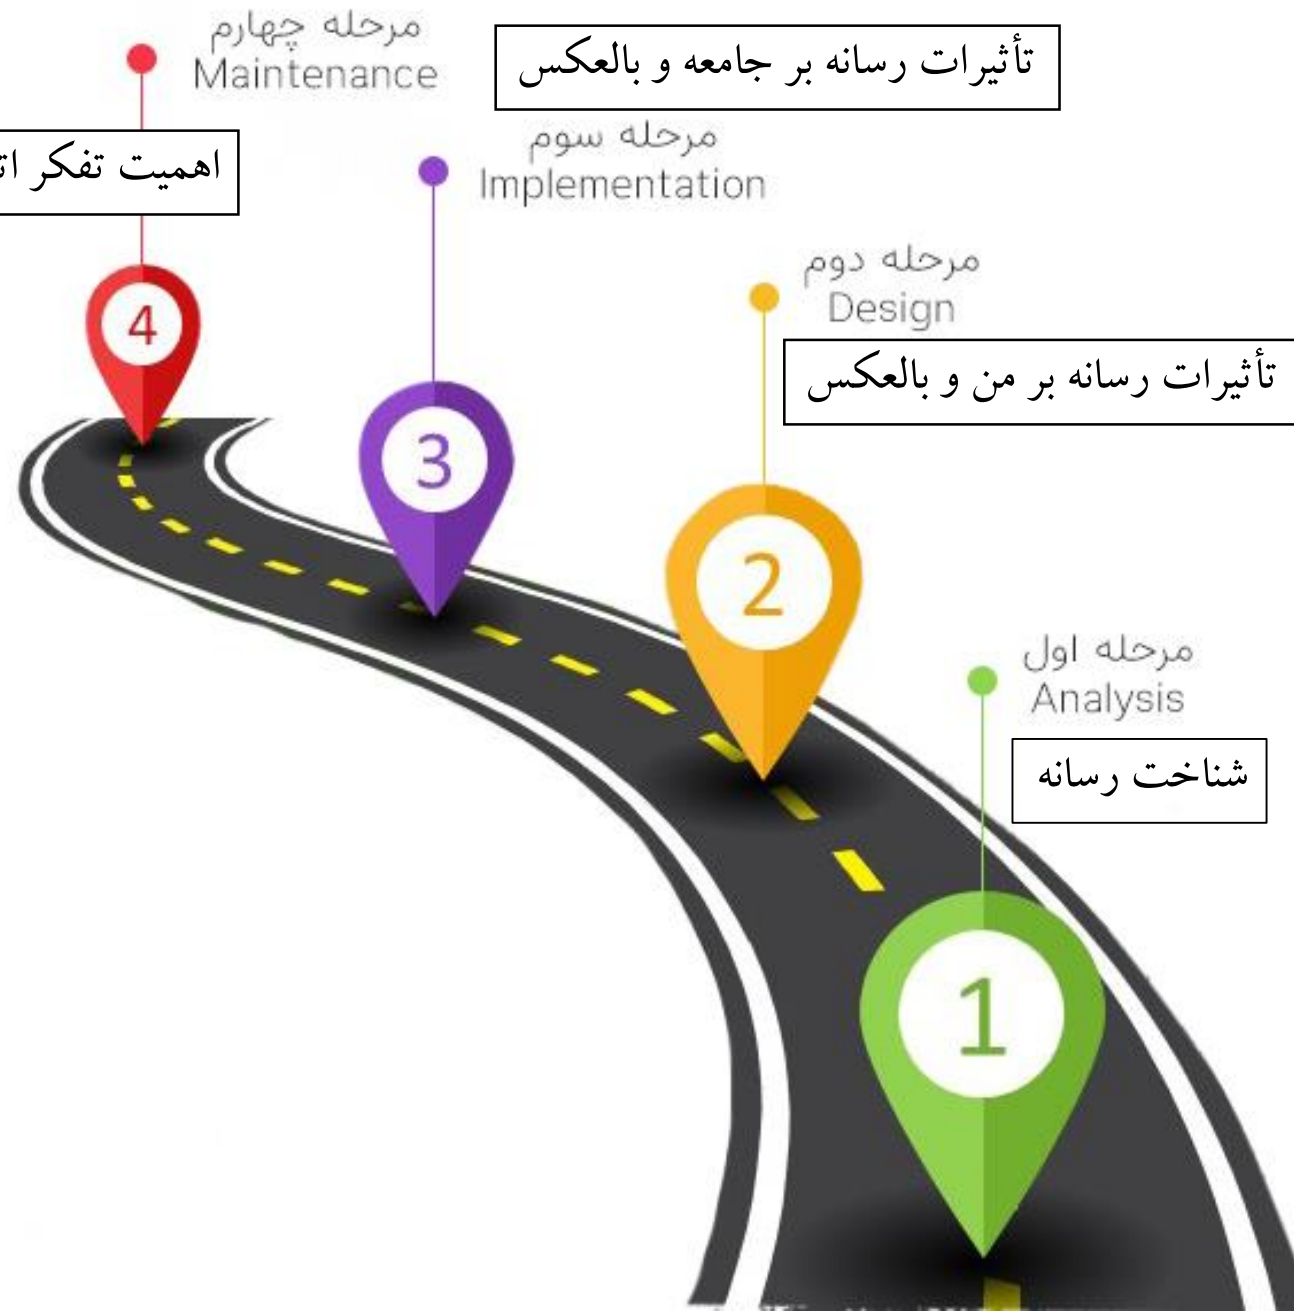 مرحله چهارم
Maintenance
تأثیرات رسانه بر جامعه و بالعکس
مرحله سوم
Implementation
اهمیت تفکر
4
مرحله دوم
Design
تأثیرات رسانه بر من و بالعکس
3
2
مرحله اول
Analysis
شناخت رسانه
1